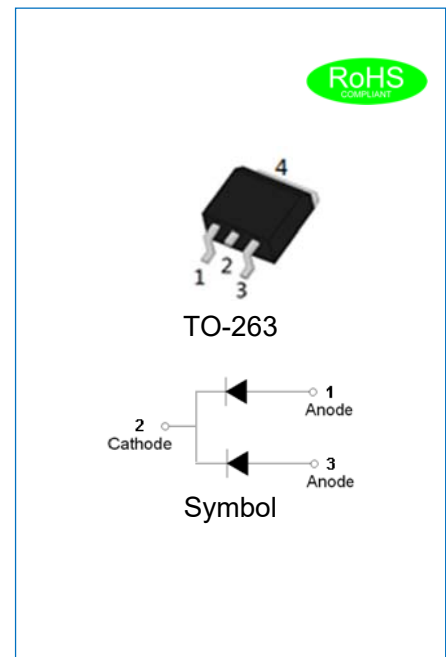 RoHS
COMPLIANT
4
1
2
3
TO-263
1
Anode
2
Cathode
3
Anode
Symbol